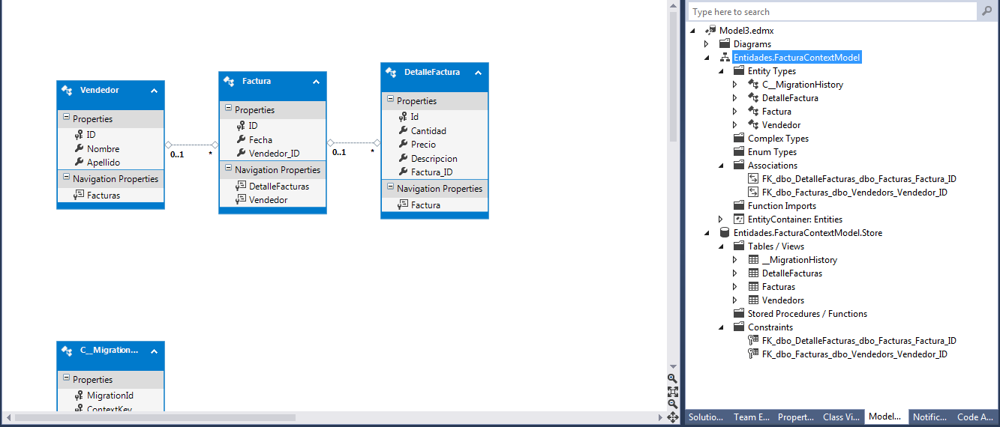 Vendedor
Properties
ID
Nombre
Apellido
Navigation Properties
Facturas
0..1
*
Factura
Properties
ID
Fecha
Vendedor_ID
Navigation Properties
DetalleFacturas
Vendedor
0..1
*
DetalleFactura
Properties
Id
Cantidad
Precio
Descripcion
Factura_ID
Navigation Properties
Factura
C__Migration...
Properties
MigrationId
ContextKey
Type here to search
Model3.edmx
Diagrams
Entidades.FacturaContextModel
Entity Types
C__MigrationHistory
DetalleFactura
Factura
Vendedor
Complex Types
Enum Types
Associations
FK_dbo_DetalleFacturas_dbo_Facturas_Factura_ID
FK_dbo_Facturas_dbo_Vendedors_Vendedor_ID
Function Imports
EntityContainer: Entities
Entidades.FacturaContextModel.Store
Tables / Views
__MigrationHistory
DetalleFacturas
Facturas
Vendedors
Stored Procedures / Functions
Constraints
FK_dbo_DetalleFacturas_dbo_Facturas_Factura_ID
FK_dbo_Facturas_dbo_Vendedors_Vendedor_ID
Solutio... Team E... Propert... Class Vi... Model... Notific... Code A...